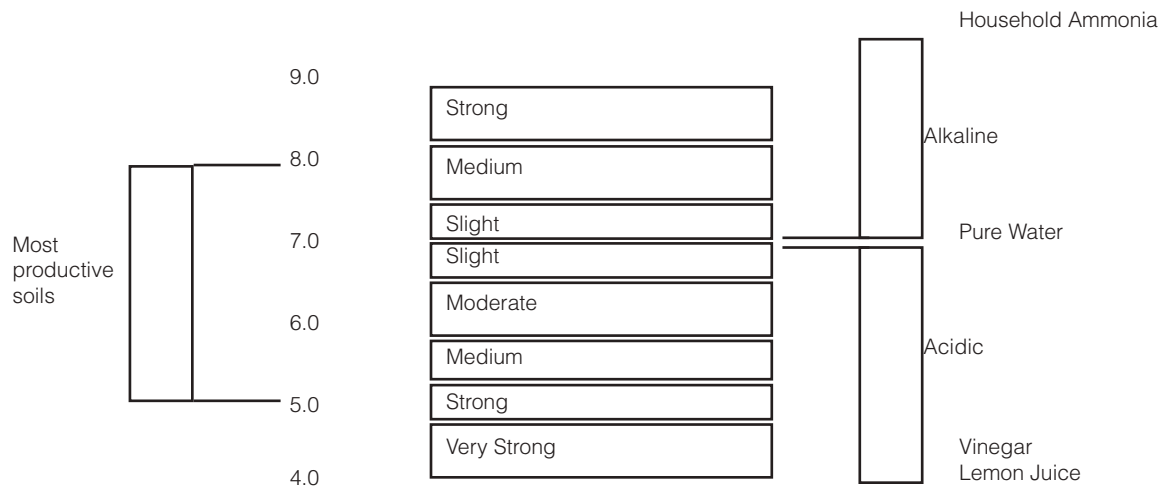 Household Ammonia
9.0
Strong
Alkaline
8.0
Medium
Slight
Pure Water
7.0
Most
productive
soils
Slight
Moderate
6.0
Medium
Acidic
5.0
Strong
Very Strong
Vinegar
Lemon Juice
4.0